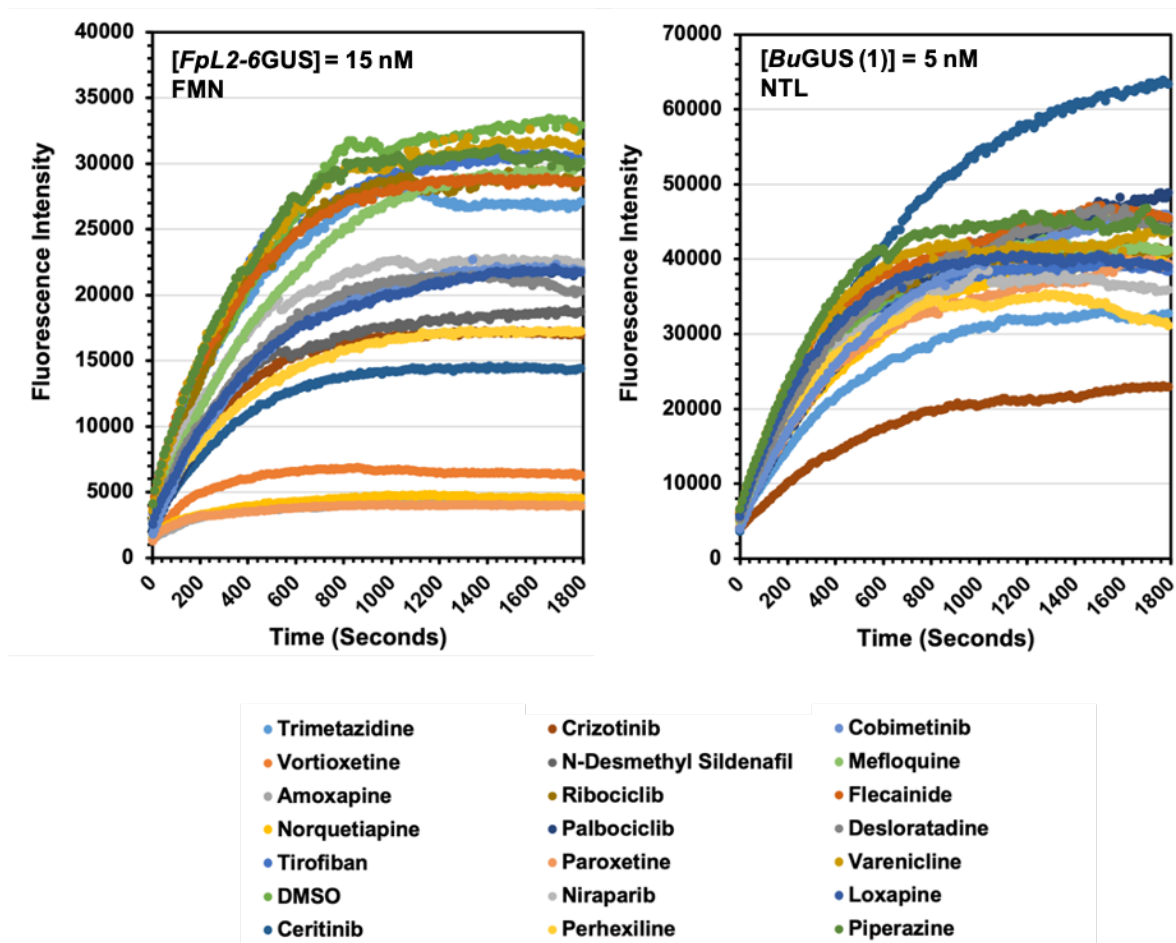 [FpL2-6GUS] = 15 nM
FMN
40000
35000
30000
25000
20000
15000
10000
5000
0
Fluorescence Intensity
0 200 400 600 800 1000 1200 1400 1600 1800
Time (Seconds)
[BuGUS (1)] = 5 nM
NTL
70000
60000
50000
40000
30000
20000
10000
0
Fluorescence Intensity
0 200 400 600 800 1000 1200 1400 1600 1800
Time (Seconds)
Trimetazidine Crizotinib Cobimetinib
Vortioxetine N-Desmethyl Sildenafil Mefloquine
Amoxapine Ribociclib Flecainide
Norquetiapine Palbociclib Desloratadine
Tirofiban Paroxetine Varenicline
DMSO Niraparib Loxapine
Ceritinib Perhexiline Piperazine